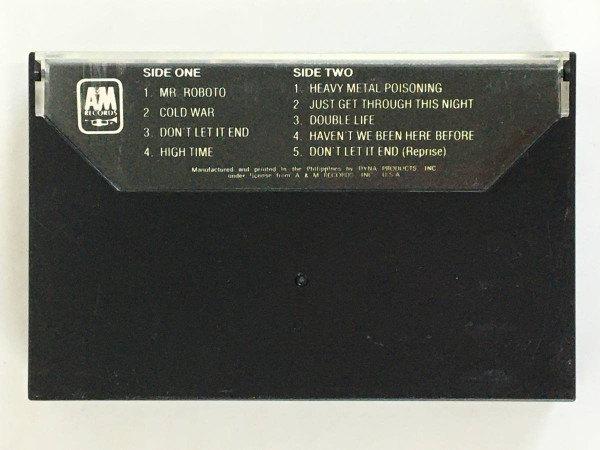 A&M
RECORDS
SIDE ONE
1. MR. ROBOTO
2 COLD WAR
3. DON'T LET IT END
4. HIGH TIME
SIDE TWO
1. HEAVY METAL POISONING
2 JUST GET THROUGH THIS NIGHT
3. DOUBLE LIFE
4. HAVEN'T WE BEEN HERE BEFORE
5. DON'T LET IT END (Reprise)
Manufactured and printed in the Philippines by DYNA PRODUCTS INC.
under license from A & M RECORDS INC. U.S.A.